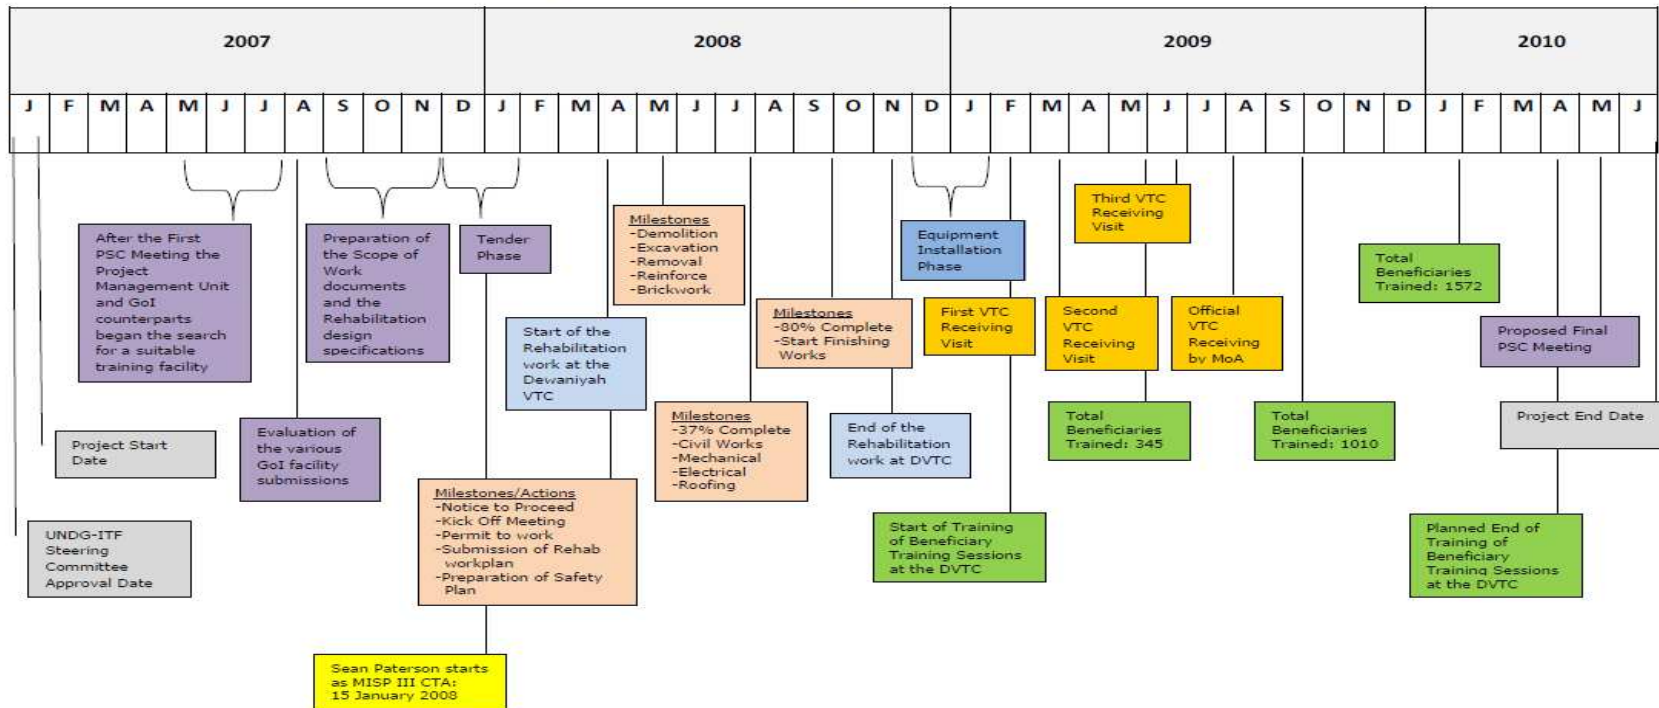 2007
2008
2009
2010
J F M A M J J A S O N D J F M A M J J A S O N D J F M A M J J A S O N D J F M A M J
After the First
PSC Meeting the
Project
Management Unit
and GoI
counterparts
began the search
for a suitable
training facility
Preparation of
the Scope of
Work
documents
and the
Rehabilitation
design
specifications
Tender
Phase
Milestones
-Demolition
-Excavation
-Removal
-Reinforce
-Brickwork
Equipment
Installation
Phase
Third VTC
Receiving
Visit
Total
Beneficiaries
Trained: 1572
Start of the
Rehabilitation
work at the
Dewaniyah
VTC
Milestones
-80% Complete
-Start Finishing
Works
First VTC
Receiving
Visit
Second
VTC
Receiving
Visit
Official
VTC
Receiving
by MoA
Proposed Final
PSC Meeting
Project Start
Date
Evaluation of
the various
GoI facility
submissions
Milestones
-37% Complete
-Civil Works
-Mechanical
-Electrical
-Roofing
End of the
Rehabilitation
work at DVTC
Total
Beneficiaries
Trained: 345
Total
Beneficiaries
Trained: 1010
Project End Date
UNDG-ITF
Steering
Committee
Approval Date
Milestones/Actions
-Notice to Proceed
-Kick Off Meeting
-Permit to work
-Submission of Rehab
workplan
-Preparation of Safety
Plan
Start of Training
of Beneficiary
Training Sessions
at the DVTC
Planned End of
Training of
Beneficiary
Training Sessions
at the DVTC
Sean Paterson starts
as MISP III CTA:
15 January 2008